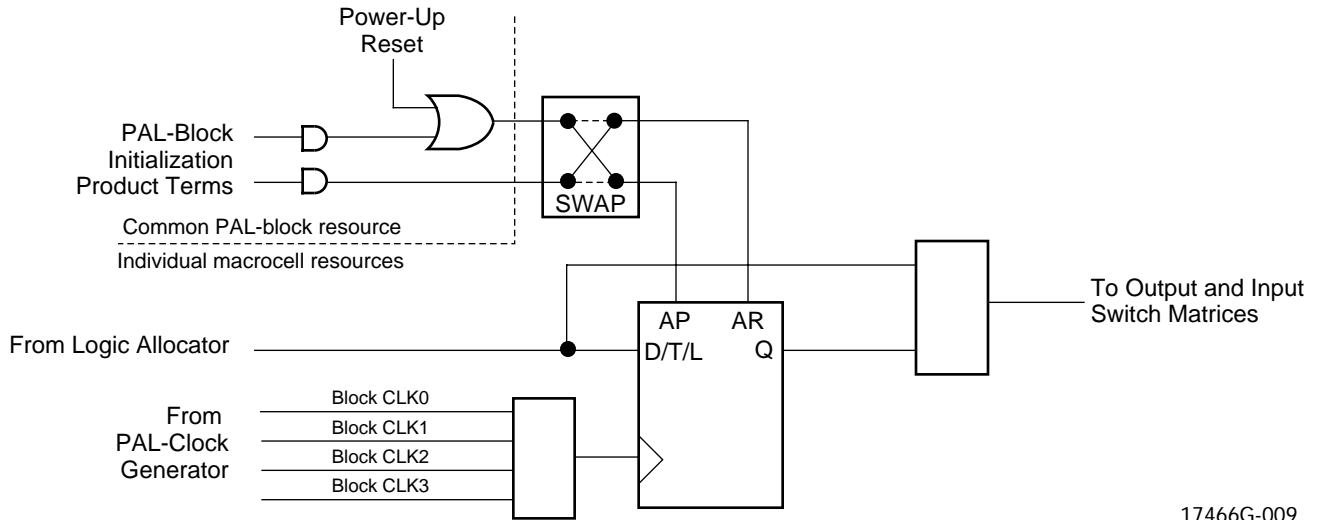 Power-Up
Reset
PAL-Block
Initialization
Product Terms
SWAP
Common PAL-block resource
Individual macrocell resources
To Output and Input
Switch Matrices
AP AR
From Logic Allocator
D/T/L Q
From
PAL-Clock
Generator
Block CLK0
Block CLK1
Block CLK2
Block CLK3
17466G-009